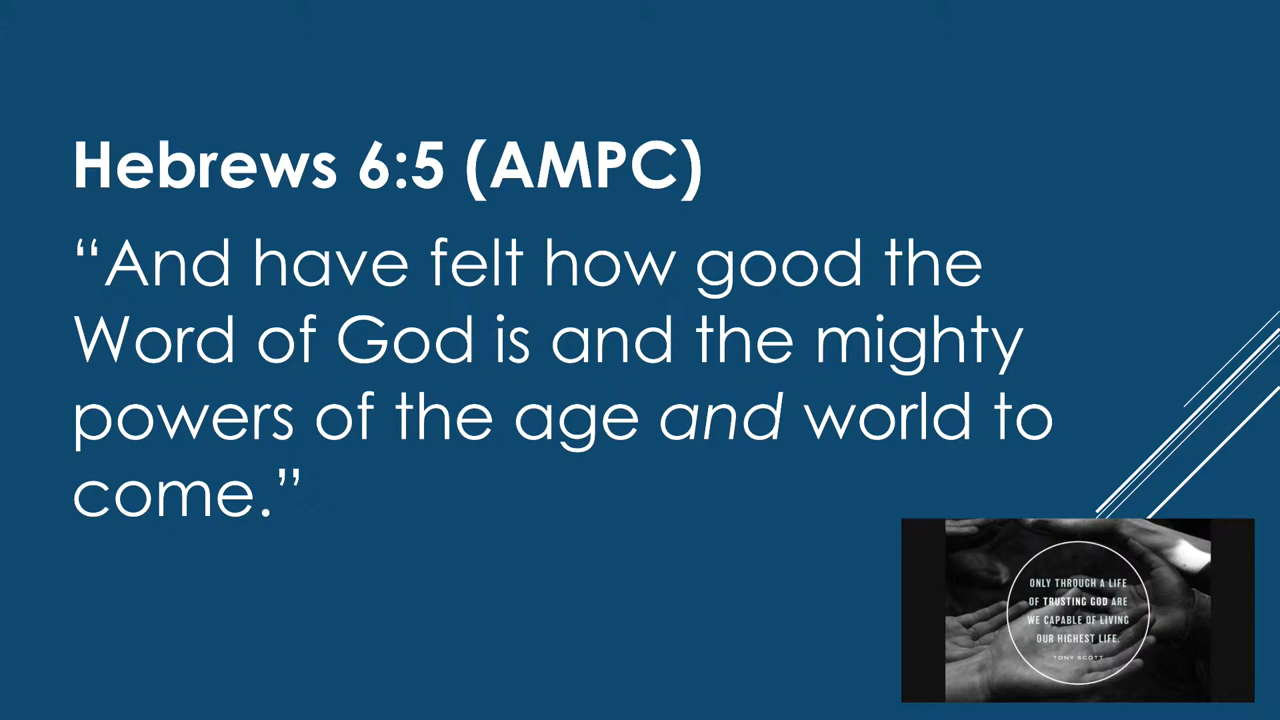 Hebrews 6:5 (AMPC)
“And have felt how good the
Word of God is and the mighty
powers of the age and world to
come.”
ONLY THROUGH A LIFE
OF TRUSTING GOD ARE
WE CAPABLE OF LIVING
OUR HIGHEST LIFE.
TONY SCOTT